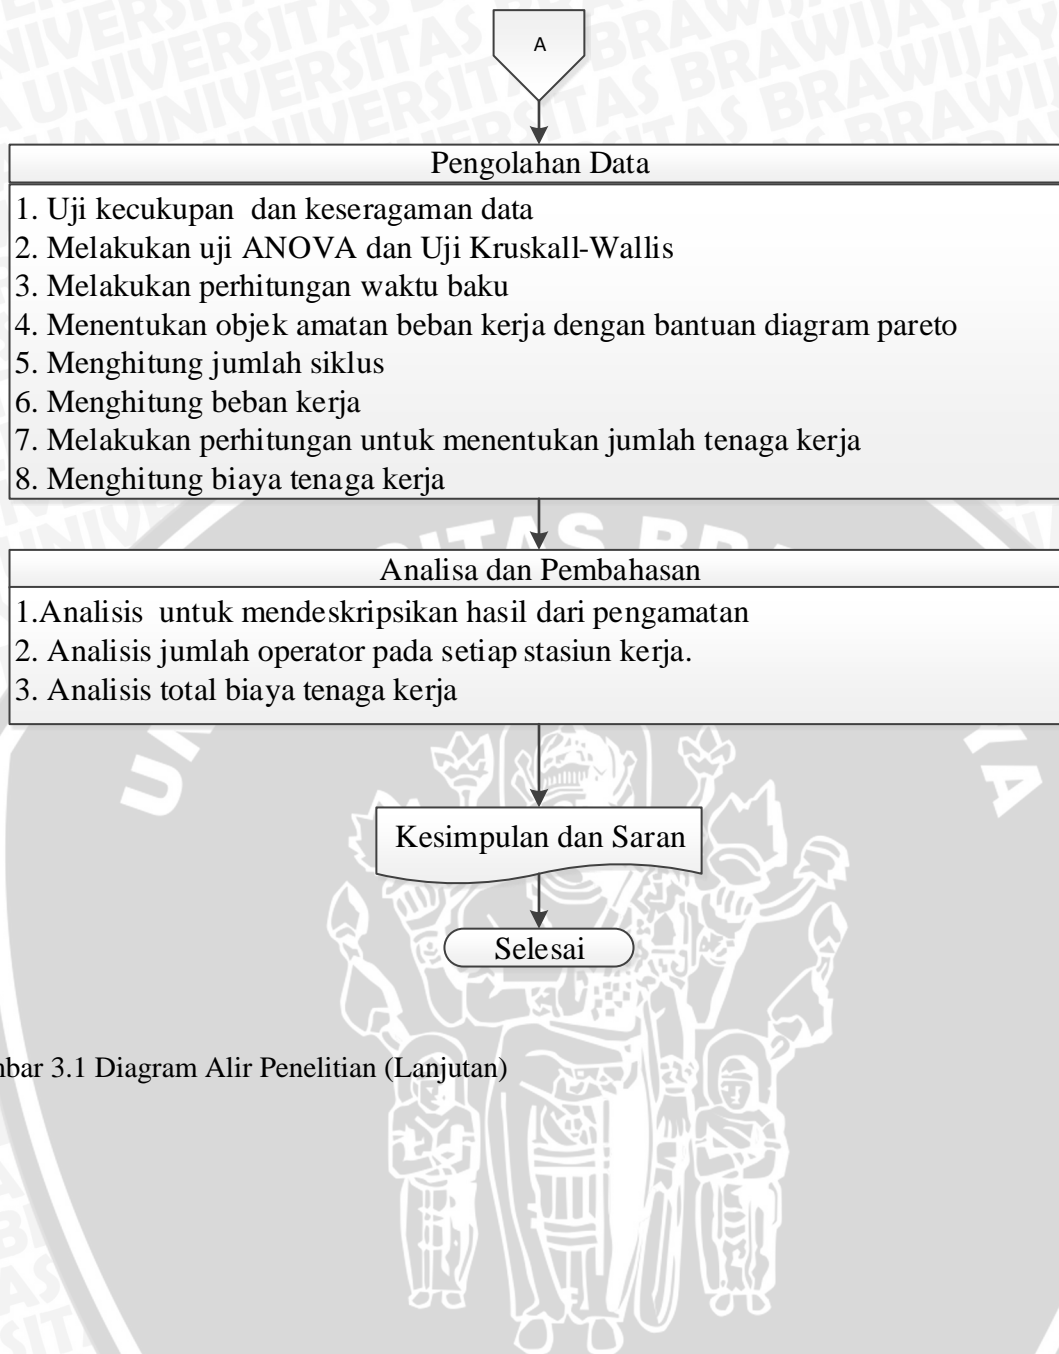 A
Pengolahan Data
1. Uji kecukupan  dan keseragaman data
2. Melakukan uji ANOVA dan Uji Kruskall-Wallis
3. Melakukan perhitungan waktu baku
4. Menentukan objek amatan beban kerja dengan bantuan diagram pareto
5. Menghitung jumlah siklus
6. Menghitung beban kerja
7. Melakukan perhitungan untuk menentukan jumlah tenaga kerja
8. Menghitung biaya tenaga kerja
Analisa dan Pembahasan
1.Analisis  untuk mendeskripsikan hasil dari pengamatan
2. Analisis jumlah operator pada setiap stasiun kerja.
3. Analisis total biaya tenaga kerja
Kesimpulan dan Saran
Selesai
bar 3.1 Diagram Alir Penelitian (Lanjutan)